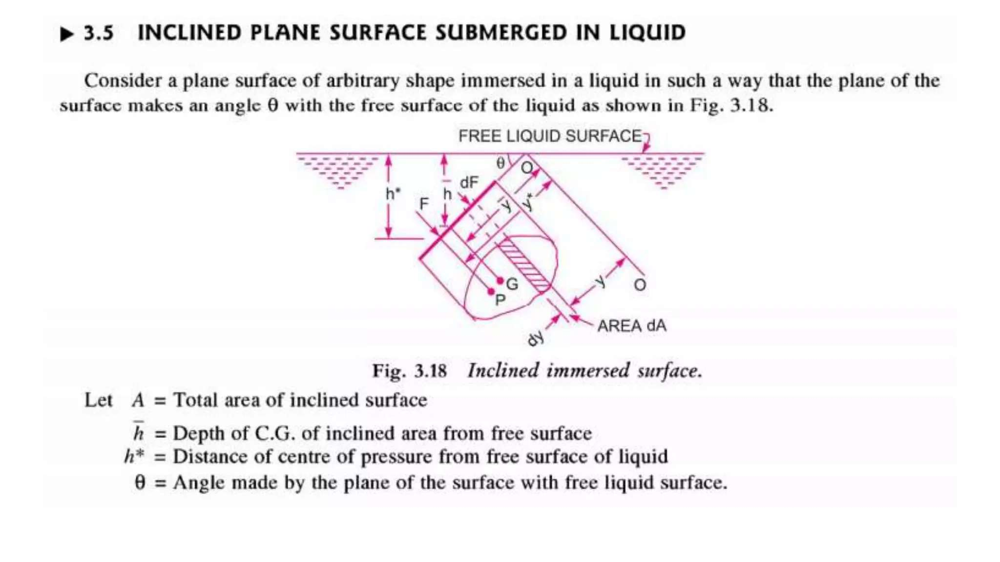 ▶ 3.5 INCLINED PLANE SURFACE SUBMERGED IN LIQUID
Consider a plane surface of arbitrary shape immersed in a liquid in such a way that the plane of the
surface makes an angle θ with the free surface of the liquid as shown in Fig. 3.18.
FREE LIQUID SURFACE
θ
O
dF
h*
h̅
F
y̅
y*
G
P
y
O
AREA dA
dy
Fig. 3.18 Inclined immersed surface.
Let A = Total area of inclined surface
h̅ = Depth of C.G. of inclined area from free surface
h* = Distance of centre of pressure from free surface of liquid
θ = Angle made by the plane of the surface with free liquid surface.